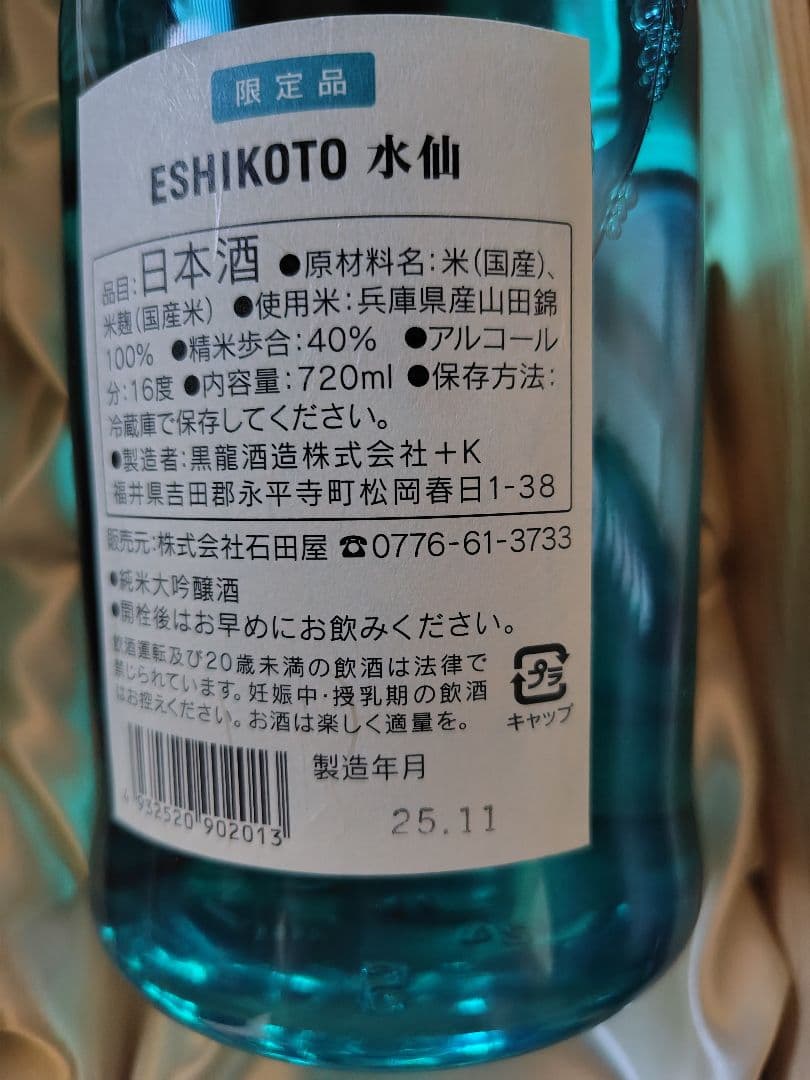 限定品
ESHIKOTO 水仙
品目:日本酒 ●原材料名:米(国産)、
米麹(国産米) ●使用米:兵庫県産山田錦
100% ●精米歩合:40% ●アルコール
分:16度 ●内容量:720ml ●保存方法:
冷蔵庫で保存してください。
●製造者:黒龍酒造株式会社+K
福井県吉田郡永平寺町松岡春日1-38
販売元:株式会社石田屋 ☎0776-61-3733
●純米大吟醸酒
●開栓後はお早めにお飲みください。
飲酒運転及び20歳未満の飲酒は法律で
禁じられています。妊娠中・授乳期の飲酒
はお控えください。お酒は楽しく適量を。
プラ
キャップ
製造年月
25.11
4932520902013